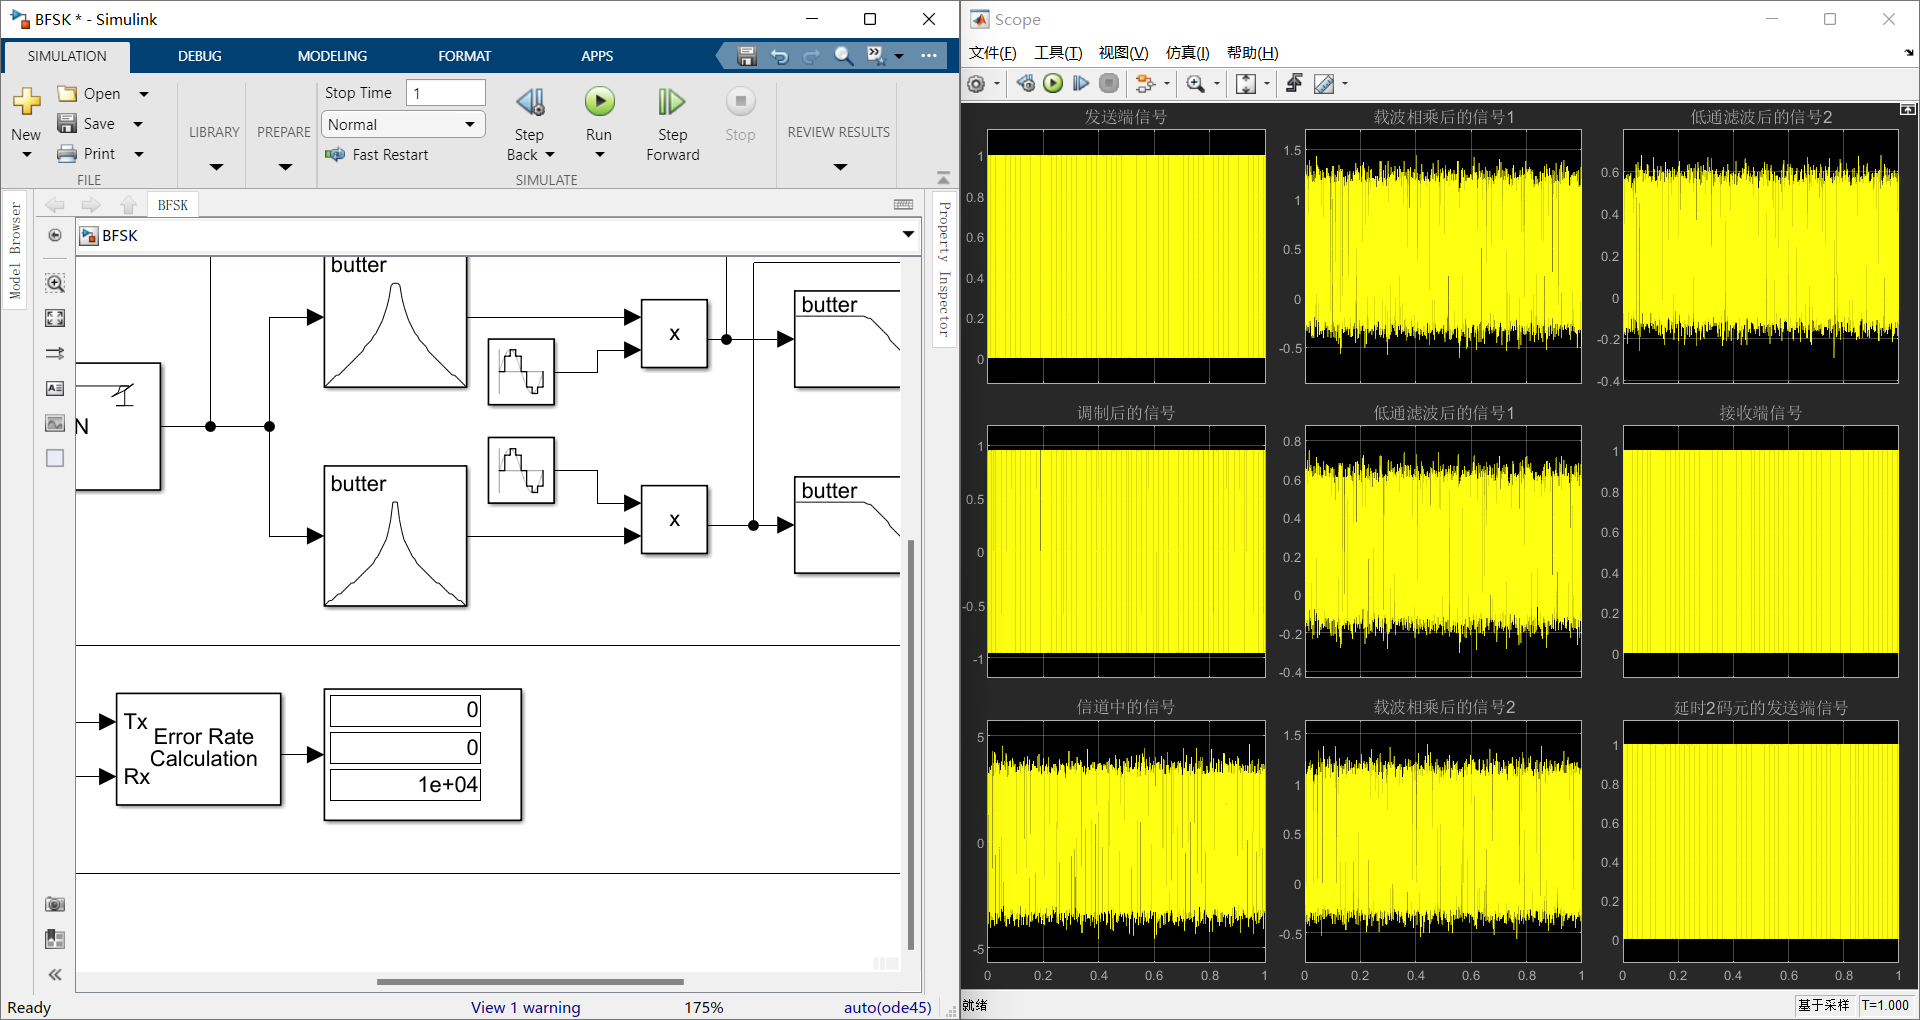 BFSK * - Simulink
SIMULATION DEBUG MODELING FORMAT APPS
New
Open
Save
Print
FILE
LIBRARY
PREPARE
Stop Time 1
Normal
Fast Restart
Step Back
Run
Step Forward
Stop
SIMULATE
REVIEW RESULTS
Model Browser
BFSK
BFSK
Property Inspector
butter
x
butter
N
butter
x
butter
Tx
Rx
Error Rate
Calculation
0
0
1e+04
Ready
View 1 warning
175%
auto(ode45)
Scope
文件(F) 工具(T) 视图(V) 仿真(I) 帮助(H)
发送端信号
1
0.8
0.6
0.4
0.2
0
载波相乘后的信号1
1.5
1
0.5
0
-0.5
低通滤波后的信号2
0.6
0.4
0.2
0
-0.2
-0.4
调制后的信号
1
0.5
0
-0.5
-1
低通滤波后的信号1
0.8
0.6
0.4
0.2
0
-0.2
-0.4
接收端信号
1
0.8
0.6
0.4
0.2
0
信道中的信号
5
0
-5
0 0.2 0.4 0.6 0.8 1
载波相乘后的信号2
1.5
1
0.5
0
-0.5
0 0.2 0.4 0.6 0.8 1
延时2码元的发送端信号
1
0.8
0.6
0.4
0.2
0
0 0.2 0.4 0.6 0.8 1
就绪
基于采样
T=1.000